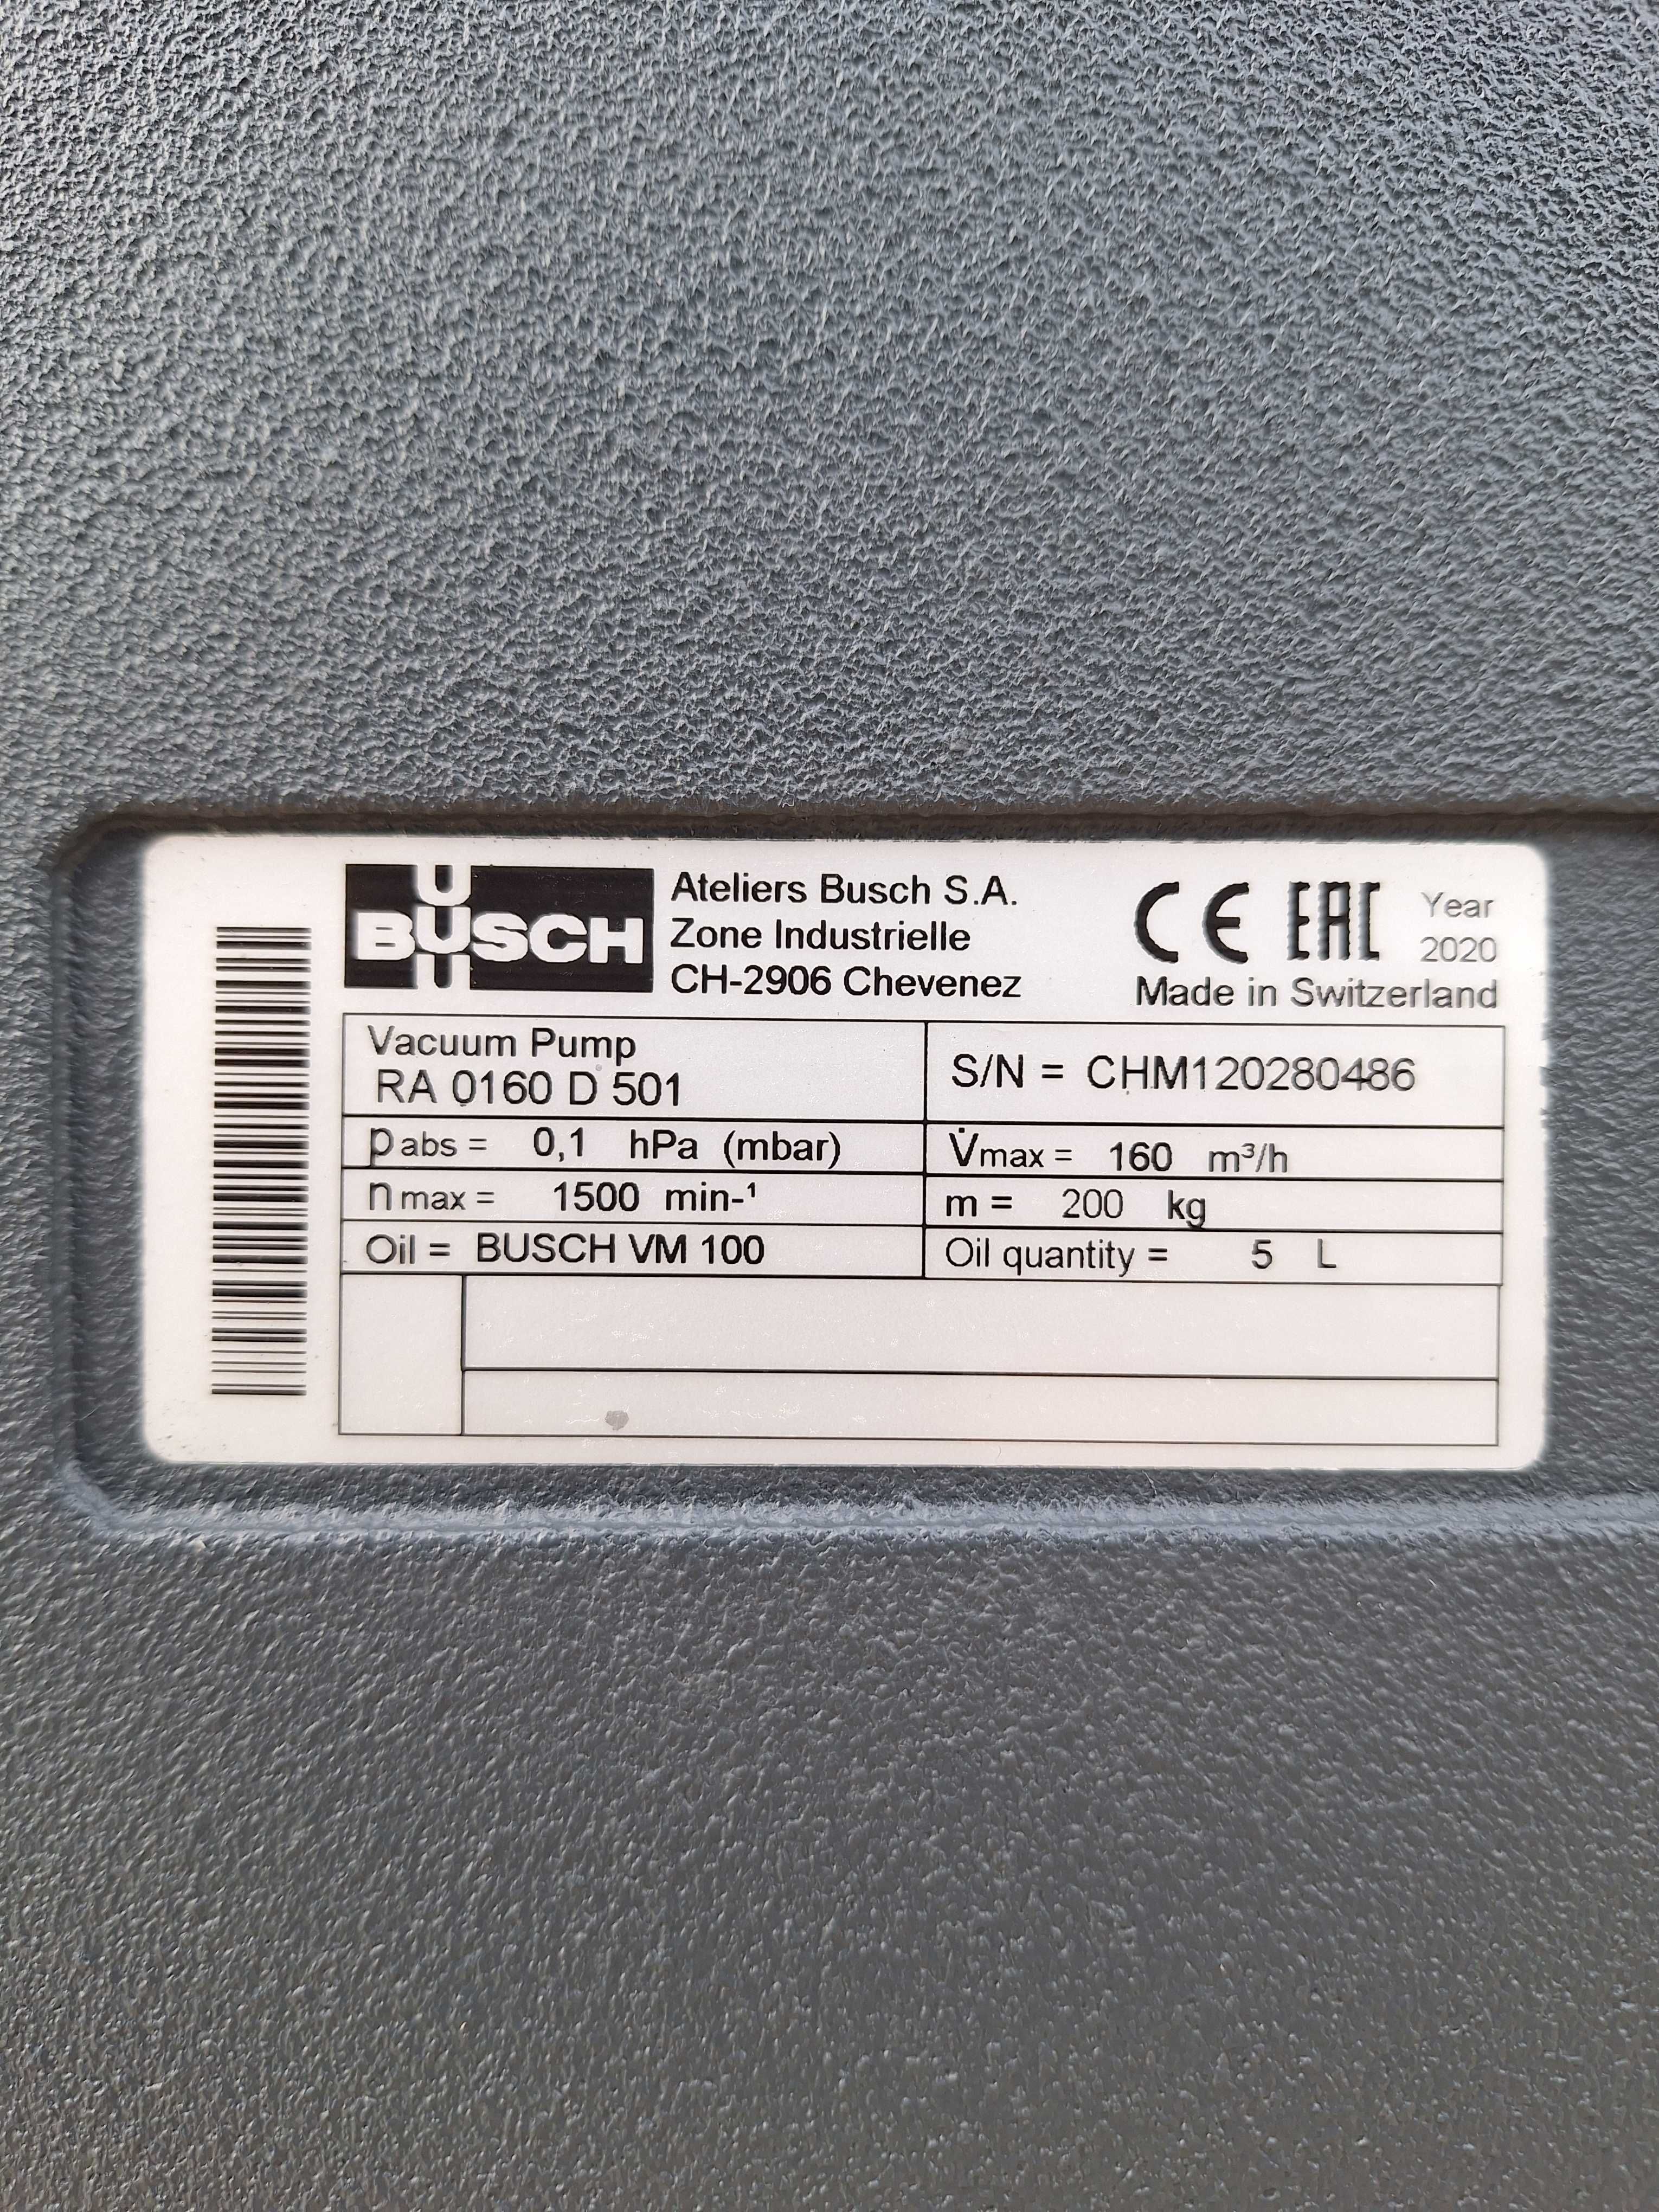 BUSCH
Ateliers Busch S.A.
Zone Industrielle
CH-2906 Chevenez
CE EAC
Year
2020
Made in Switzerland
Vacuum Pump
RA 0160 D 501
S/N = CHM120280486
p abs = 0,1 hPa (mbar)
V̇max = 160 m³/h
n max = 1500 min-¹
m = 200 kg
Oil = BUSCH VM 100
Oil quantity = 5 L